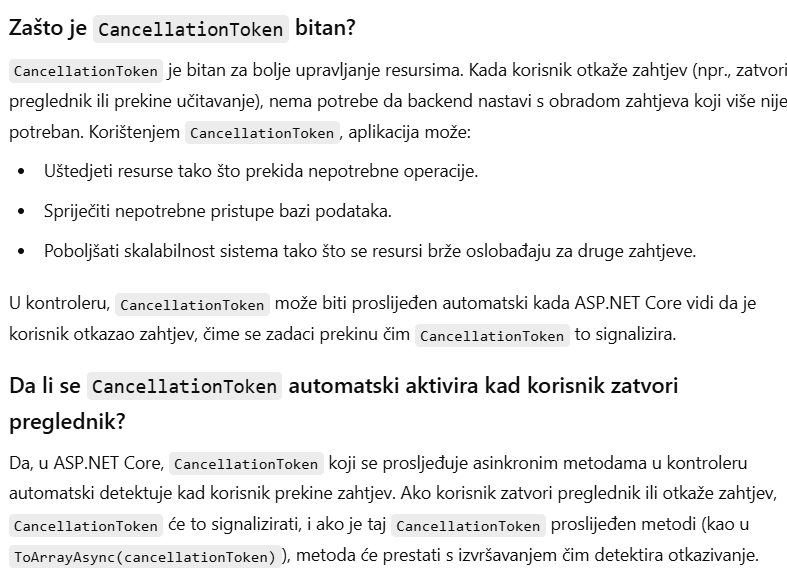 Zašto je CancellationToken bitan?
CancellationToken je bitan za bolje upravljanje resursima. Kada korisnik otkaže zahtjev (npr., zatvori
preglednik ili prekine učitavanje), nema potrebe da backend nastavi s obradom zahtjeva koji više nije
potreban. Korištenjem CancellationToken, aplikacija može:
• Uštedjeti resurse tako što prekida nepotrebne operacije.
• Spriječiti nepotrebne pristupe bazi podataka.
• Poboljšati skalabilnost sistema tako što se resursi brže oslobađaju za druge zahtjeve.
U kontroleru, CancellationToken može biti proslijeđen automatski kada ASP.NET Core vidi da je
korisnik otkazao zahtjev, čime se zadaci prekinu čim CancellationToken to signalizira.
Da li se CancellationToken automatski aktivira kad korisnik zatvori
preglednik?
Da, u ASP.NET Core, CancellationToken koji se prosljeđuje asinkronim metodama u kontroleru
automatski detektuje kad korisnik prekine zahtjev. Ako korisnik zatvori preglednik ili otkaže zahtjev,
CancellationToken će to signalizirati, i ako je taj CancellationToken proslijeđen metodi (kao u
ToArrayAsync(cancellationToken)), metoda će prestati s izvršavanjem čim detektira otkazivanje.